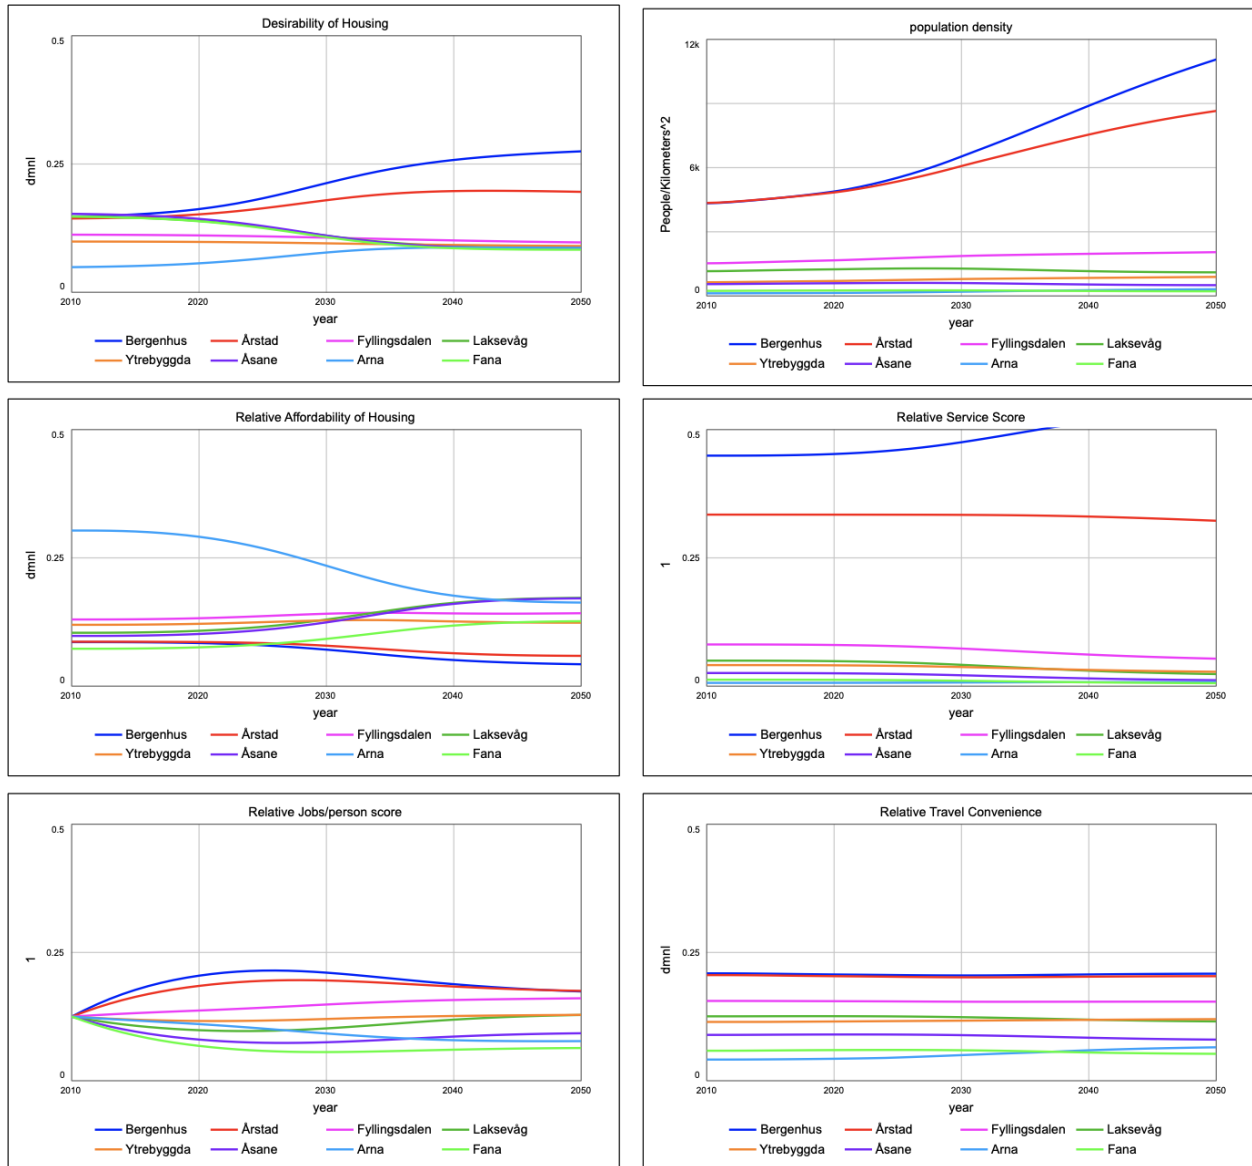 Desirability of Housing
0.5
dmnl
0.25
0
2010 2020 2030 2040 2050
year
Bergenhus Årstad Fyllingsdalen Laksevåg
Ytrebyggda Åsane Arna Fana
population density
12k
People/Kilometers^2
6k
0
2010 2020 2030 2040 2050
year
Bergenhus Årstad Fyllingsdalen Laksevåg
Ytrebyggda Åsane Arna Fana
Relative Affordability of Housing
0.5
dmnl
0.25
0
2010 2020 2030 2040 2050
year
Bergenhus Årstad Fyllingsdalen Laksevåg
Ytrebyggda Åsane Arna Fana
Relative Service Score
0.5
1
0.25
0
2010 2020 2030 2040 2050
year
Bergenhus Årstad Fyllingsdalen Laksevåg
Ytrebyggda Åsane Arna Fana
Relative Jobs/person score
0.5
1
0.25
0
2010 2020 2030 2040 2050
year
Bergenhus Årstad Fyllingsdalen Laksevåg
Ytrebyggda Åsane Arna Fana
Relative Travel Convenience
0.5
dmnl
0.25
0
2010 2020 2030 2040 2050
year
Bergenhus Årstad Fyllingsdalen Laksevåg
Ytrebyggda Åsane Arna Fana